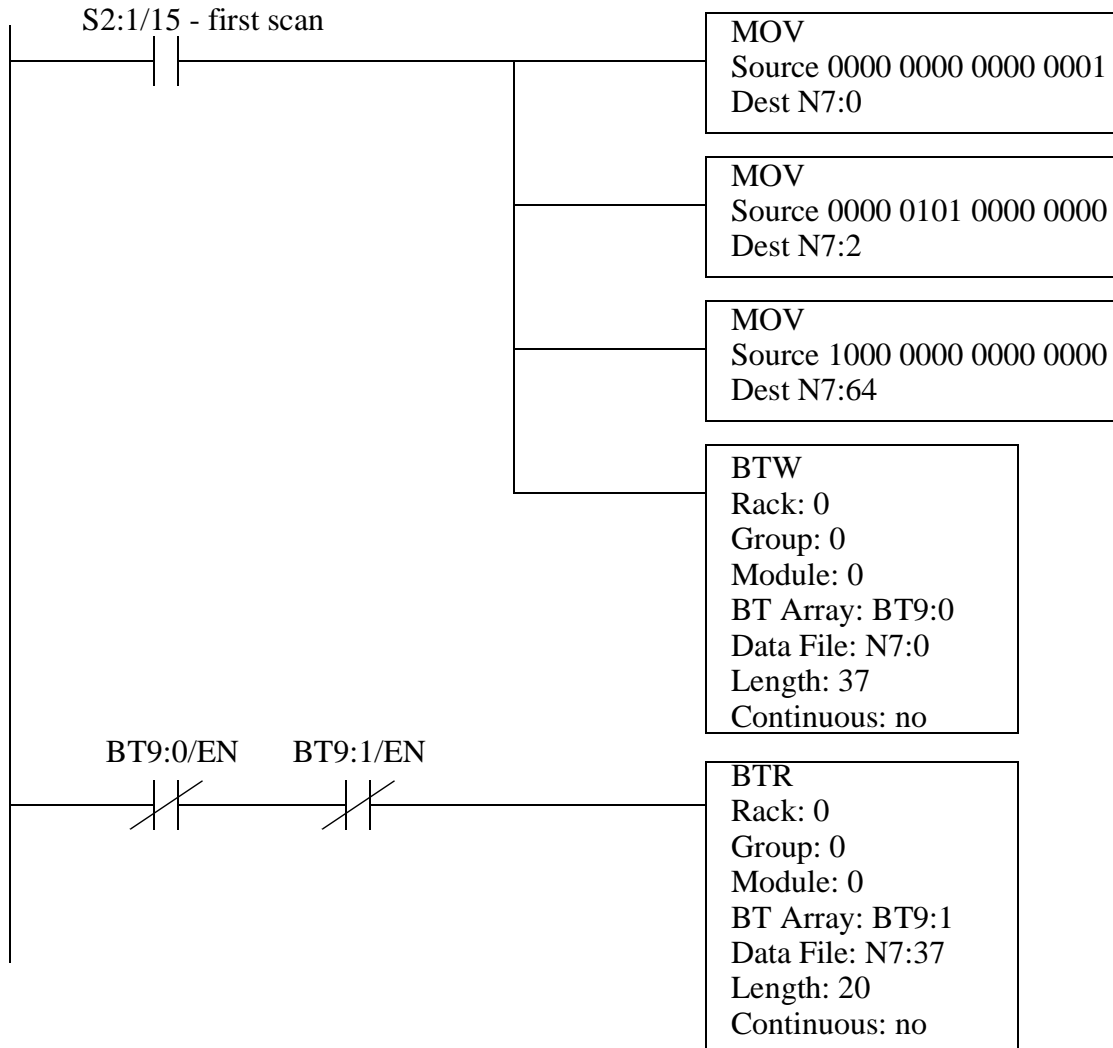 S2:1/15 - first scan
MOV
Source 0000 0000 0000 0001
Dest N7:0
MOV
Source 0000 0101 0000 0000
Dest N7:2
MOV
Source 1000 0000 0000 0000
Dest N7:64
BTW
Rack: 0
Group: 0
Module: 0
BT Array: BT9:0
Data File: N7:0
Length: 37
Continuous: no
BT9:0/EN
BT9:1/EN
BTR
Rack: 0
Group: 0
Module: 0
BT Array: BT9:1
Data File: N7:37
Length: 20
Continuous: no